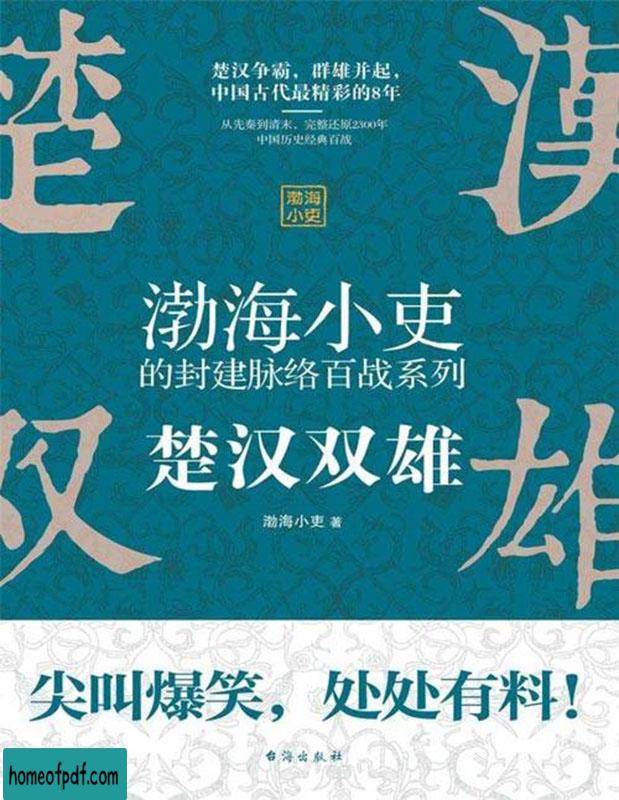 楚汉争霸，群雄并起，
中国古代最精彩的8年
从先秦到清末，完整还原2300年
中国历史经典百战
楚 漢
渤海
小吏
渤海小吏
的封建脉络百战系列
楚汉双雄
渤海小吏 著
双 雄
尖叫爆笑，处处有料！
台海出版社
homeofpdf.com